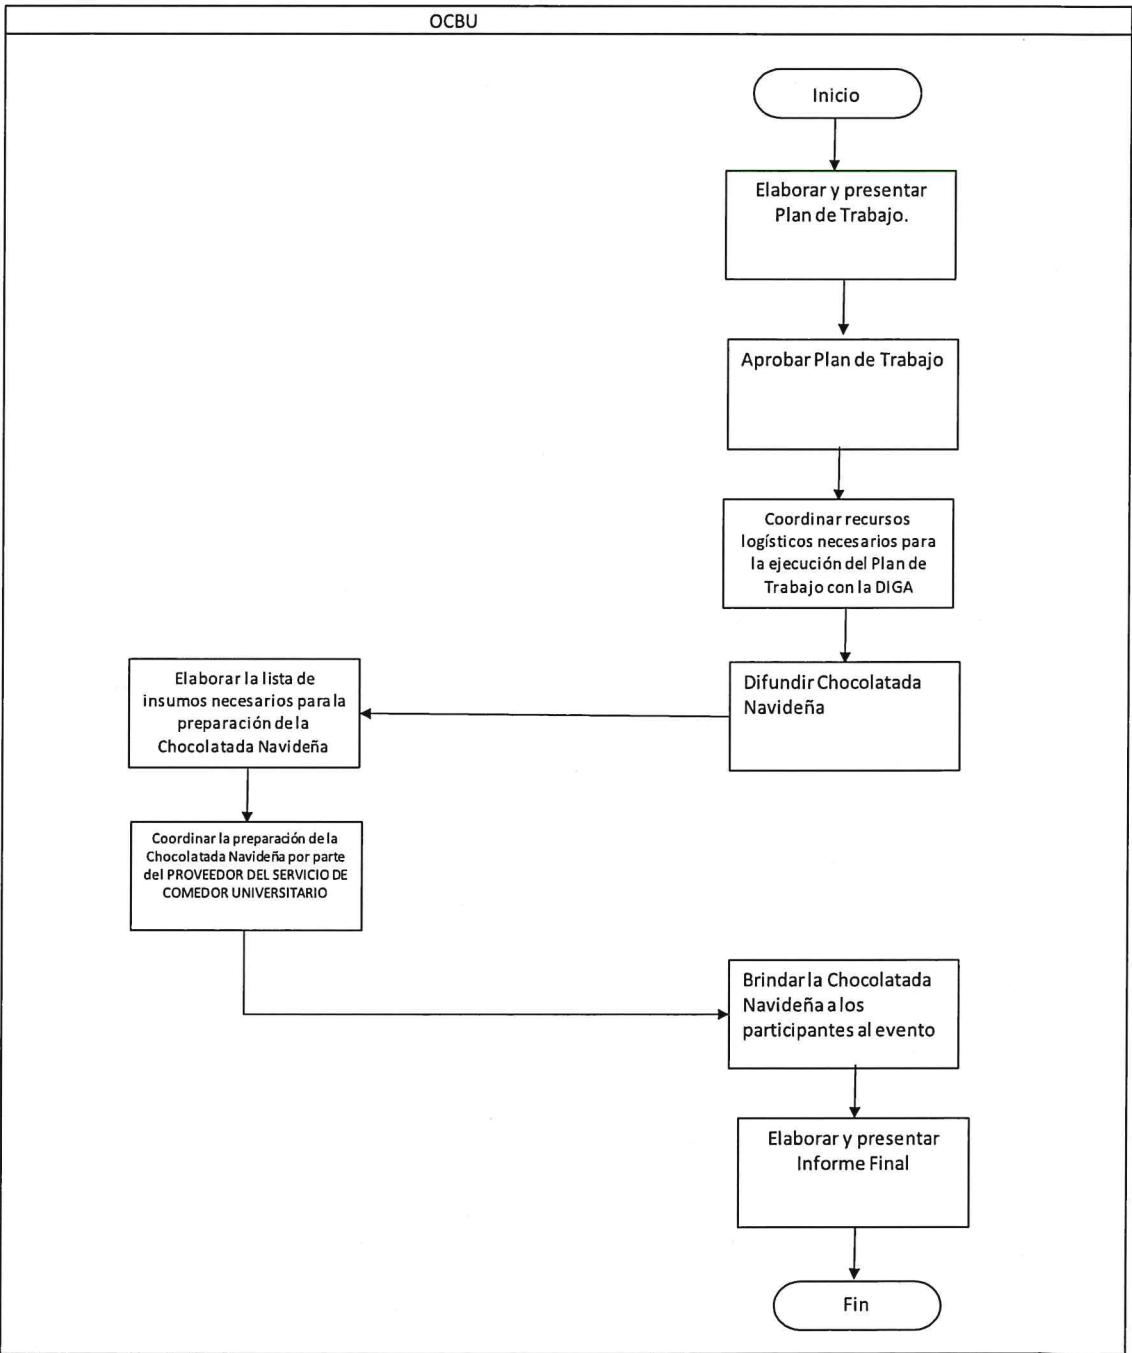 OCBU
Inicio
Elaborar y presentar
Plan de Trabajo.
Aprobar Plan de Trabajo
Coordinar recursos
logísticos necesarios para
la ejecución del Plan de
Trabajo con la DIGA
Difundir Chocolatada
Navideña
Elaborar la lista de
insumos necesarios para la
preparación de la
Chocolatada Navideña
Coordinar la preparación de la
Chocolatada Navideña por parte
del PROVEEDOR DEL SERVICIO DE
COMEDOR UNIVERSITARIO
Brindar la Chocolatada
Navideña a los
participantes al evento
Elaborar y presentar
Informe Final
Fin